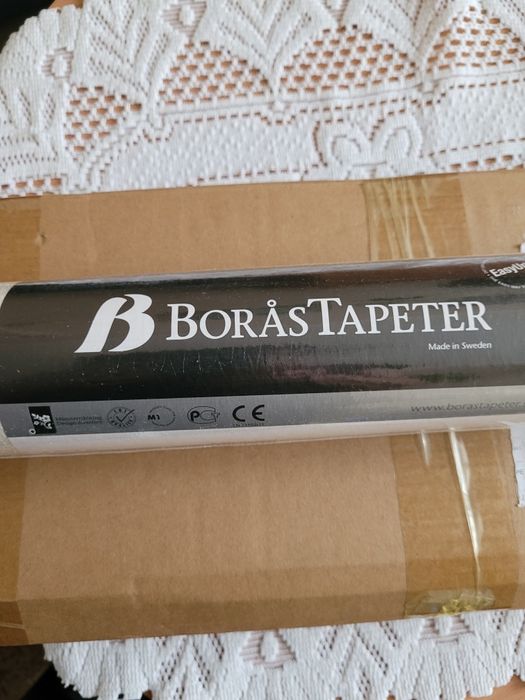 Easy
B BORÅSTAPETER
Made in Sweden
M1
CE
www.borastapeter.